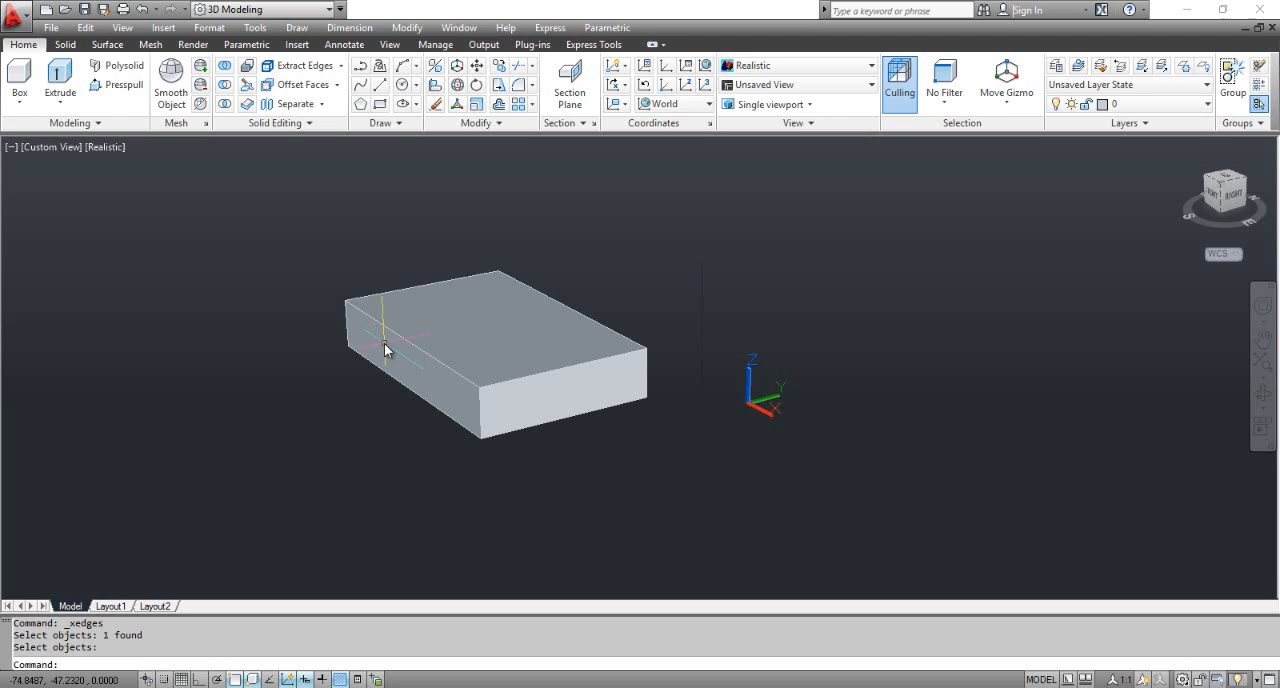 3D Modeling
Type a keyword or phrase
Sign In
File Edit View Insert Format Tools Draw Dimension Modify Window Help Express Parametric
Home Solid Surface Mesh Render Parametric Insert Annotate View Manage Output Plug-ins Express Tools
Polysolid Extract Edges Realistic
Presspull Offset Faces Unsaved View Unsaved Layer State
Box Extrude Smooth Object Separate Section Plane World Single viewport Culling No Filter Move Gizmo 0 Group
Modeling Mesh Solid Editing Draw Modify Section Coordinates View Selection Layers Groups
[−] [Custom View] [Realistic]
FRONT RIGHT
S E N
WCS
Z
Y
X
Model Layout1 Layout2
Command: _xedges
Select objects: 1 found
Select objects:
Command:
-74.8487, -47.2320, 0.0000 MODEL 1:1